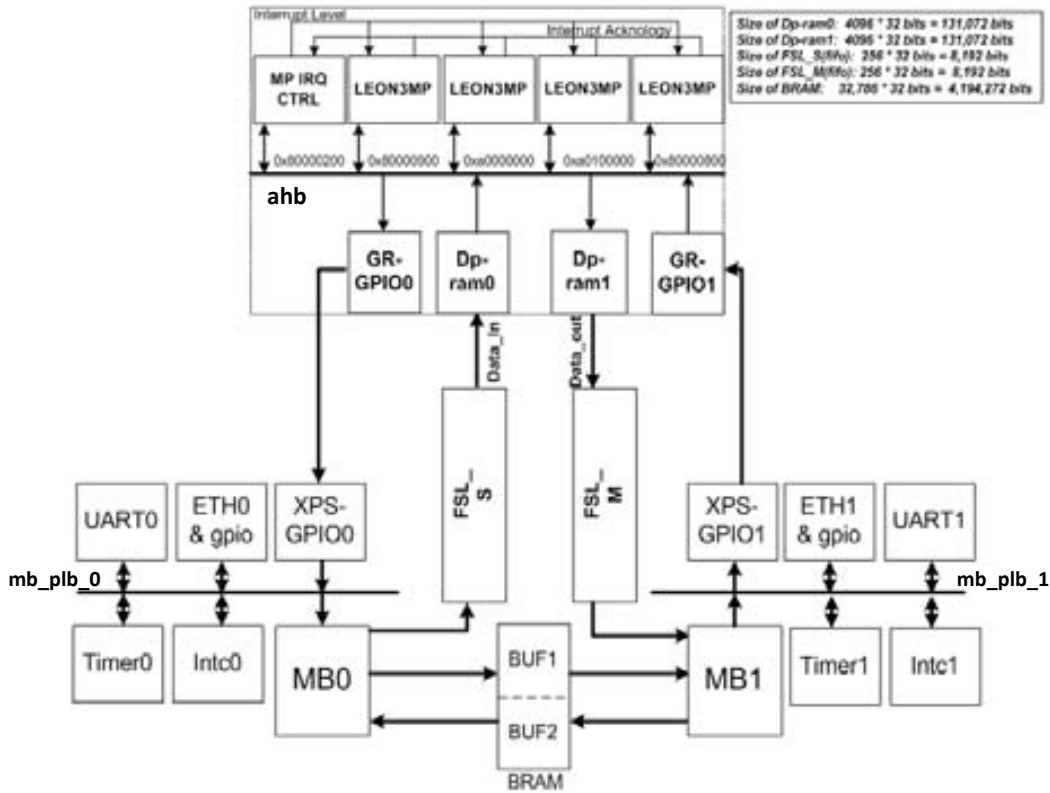 Interrupt Level
Interrupt Acknology
Size of Dp-ram0: 4096 * 32 bits = 131,072 bits
Size of Dp-ram1: 4096 * 32 bits = 131,072 bits
Size of FSL_S(fifo): 256 * 32 bits = 8,192 bits
Size of FSL_M(fifo): 256 * 32 bits = 8,192 bits
Size of BRAM: 32,786 * 32 bits = 4,194,272 bits
MP IRQ
CTRL
LEON3MP
LEON3MP
LEON3MP
LEON3MP
0x80000200
0x80000900
0xa0000000
0xa0100000
0x80000800
ahb
GR-
GPIO0
Dp-
ram0
Dp-
ram1
GR-
GPIO1
Data_in
Data_out
FSL_
S
FSL_
M
UART0
ETH0
& gpio
XPS-
GPIO0
XPS-
GPIO1
ETH1
& gpio
UART1
mb_plb_0
mb_plb_1
Timer0
Intc0
MB0
BUF1
BUF2
MB1
Timer1
Intc1
BRAM